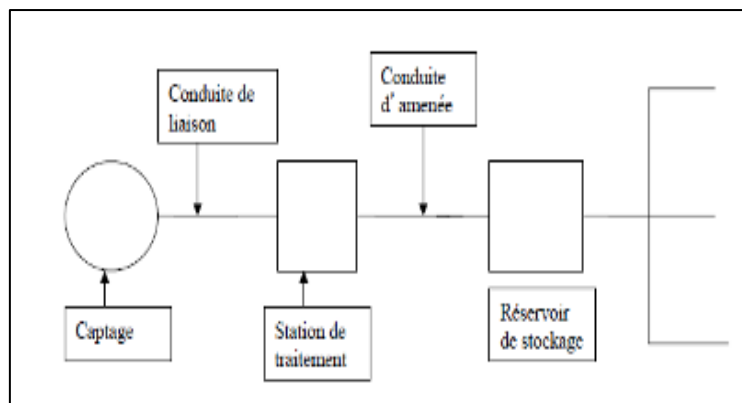 Conduite de
liaison
Conduite
d' amenée
Captage
Station de
traitement
Réservoir
de stockage